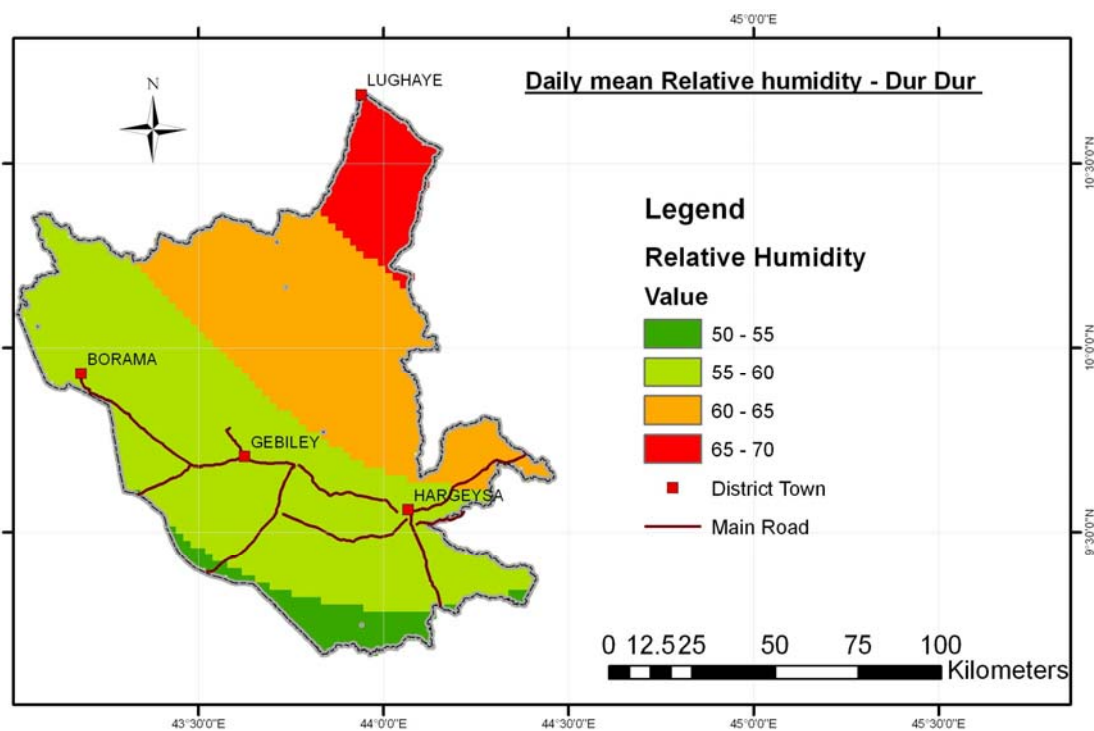 45°0'0"E
N
LUGHAYE
Daily mean Relative humidity - Dur Dur
10°30'0"N
Legend
Relative Humidity
Value
50 - 55
10°0'0"N
BORAMA
55 - 60
60 - 65
GEBILEY
65 - 70
HARGEYSA
District Town
Main Road
9°30'0"N
0 12.5 25 50 75 100
Kilometers
43°30'0"E 44°0'0"E 44°30'0"E 45°0'0"E 45°30'0"E